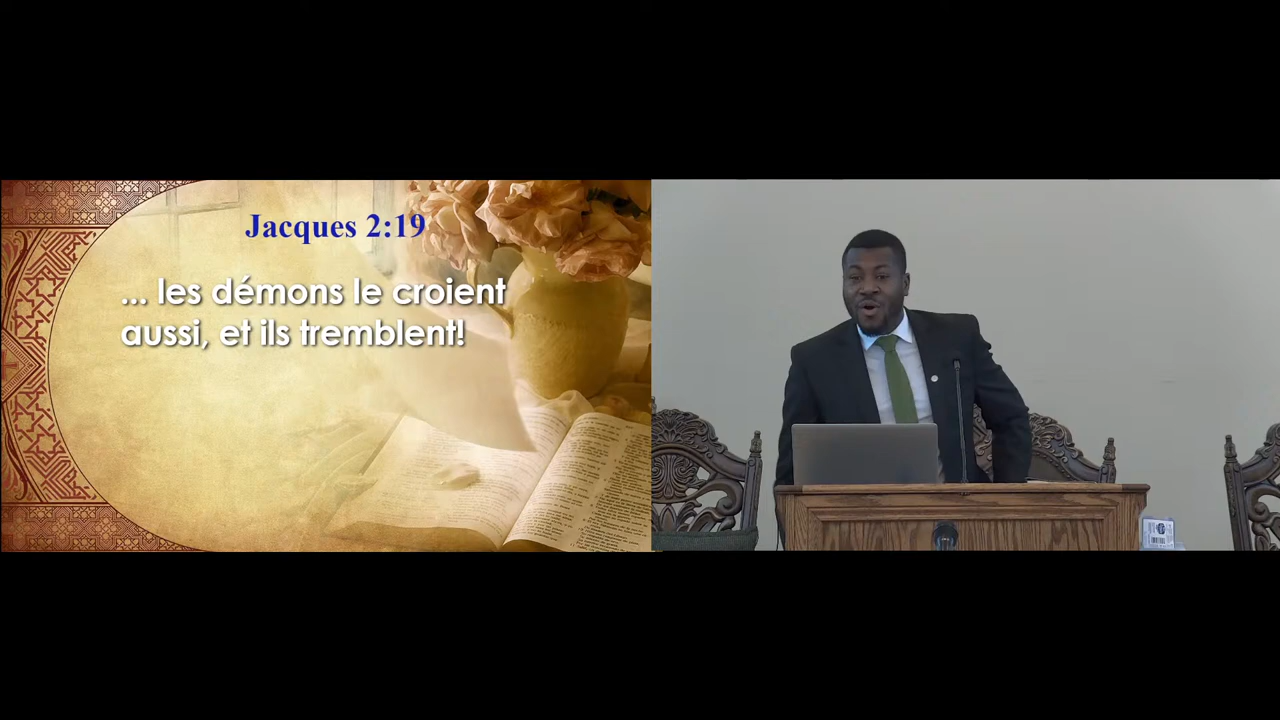 Jacques 2:19
... les démons le croient
aussi, et ils tremblent!